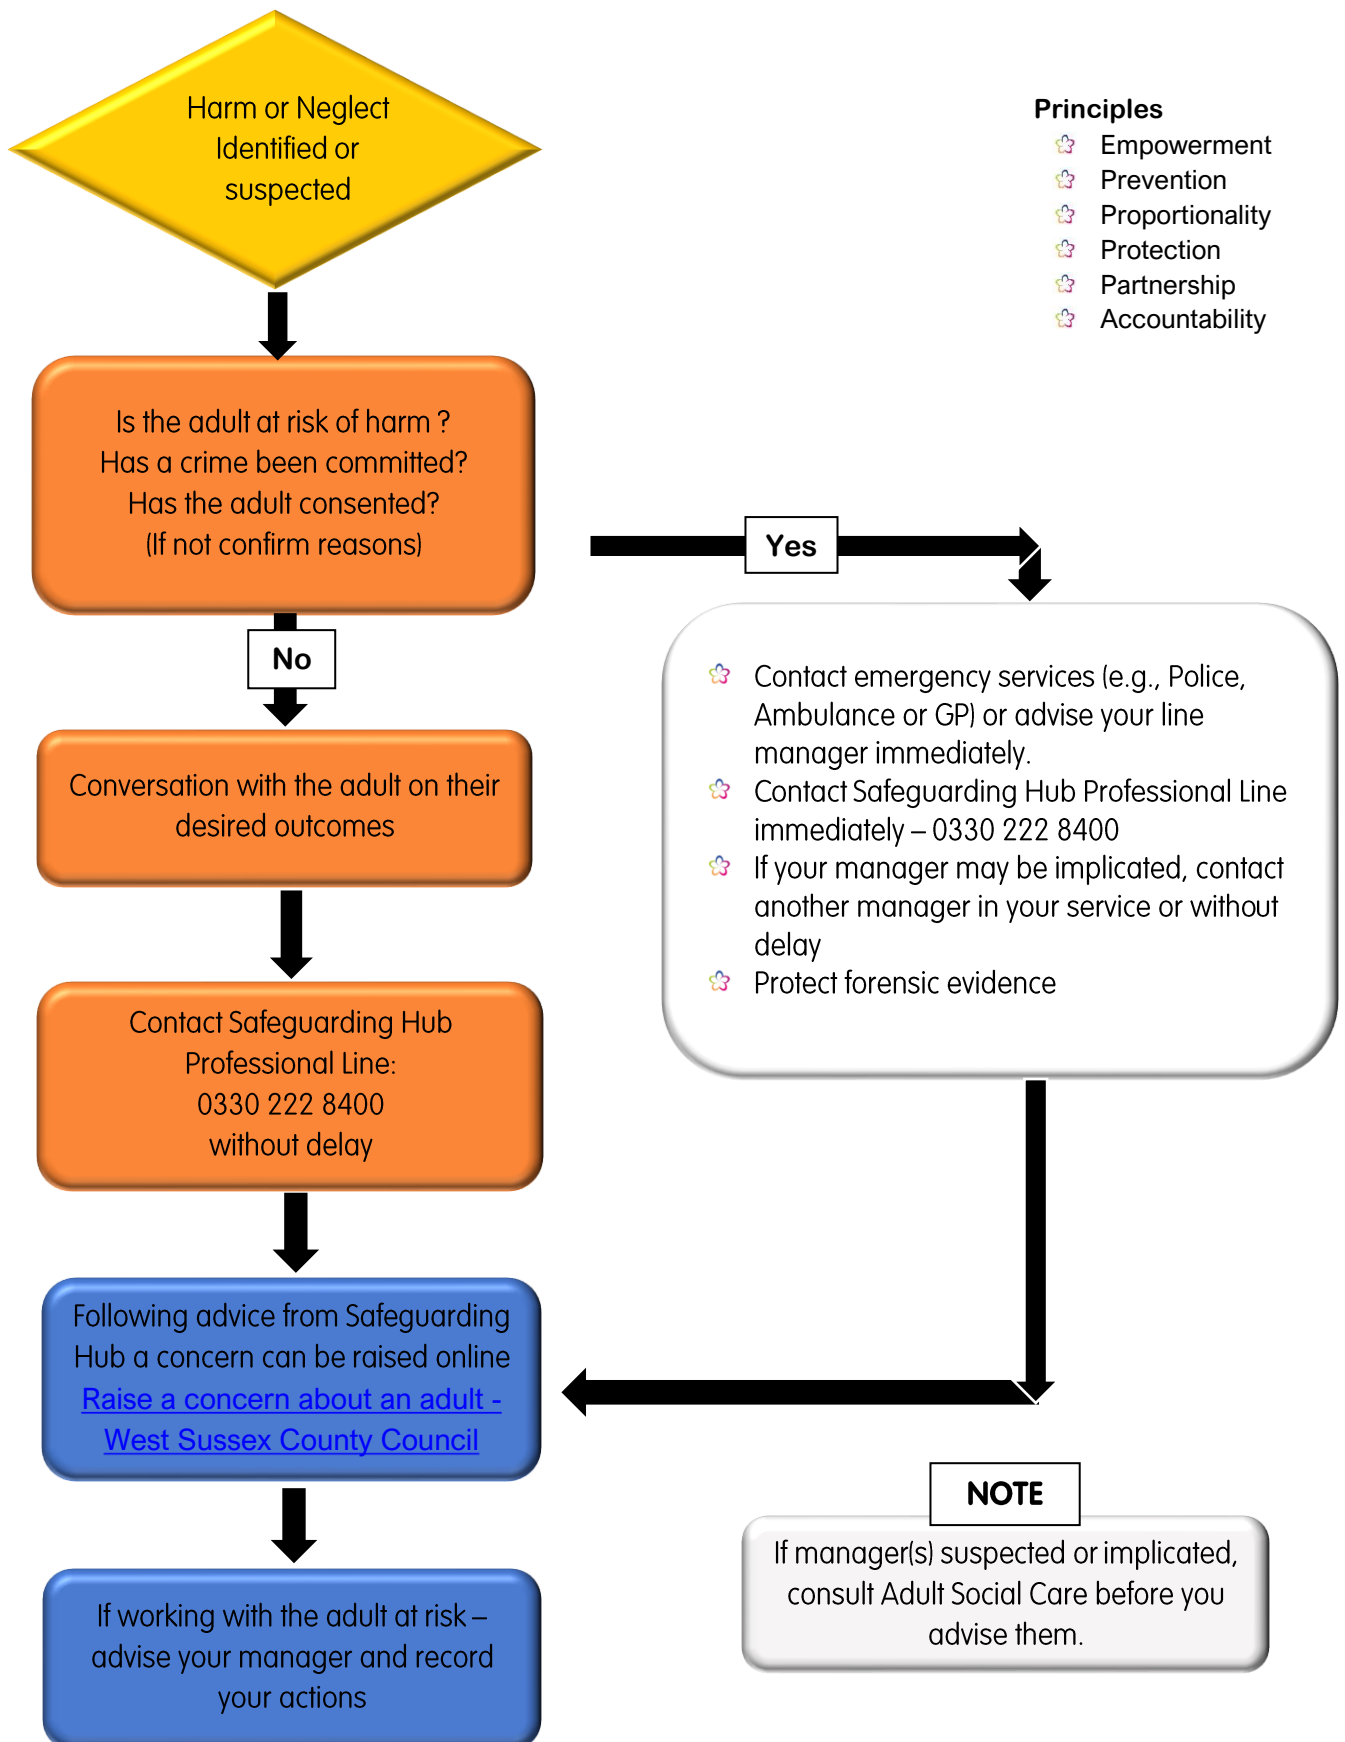 Harm or Neglect
Identified or
suspected
Principles
Empowerment
Prevention
Proportionality
Protection
Partnership
Accountability
Is the adult at risk of harm ?
Has a crime been committed?
Has the adult consented?
(If not confirm reasons)
Yes
No
Contact emergency services (e.g., Police,
Ambulance or GP) or advise your line
manager immediately.
Contact Safeguarding Hub Professional Line
immediately – 0330 222 8400
If your manager may be implicated, contact
another manager in your service or without
delay
Protect forensic evidence
Conversation with the adult on their
desired outcomes
Contact Safeguarding Hub
Professional Line:
0330 222 8400
without delay
Following advice from Safeguarding
Hub a concern can be raised online
Raise a concern about an adult -
West Sussex County Council
NOTE
If manager(s) suspected or implicated,
consult Adult Social Care before you
advise them.
If working with the adult at risk –
advise your manager and record
your actions